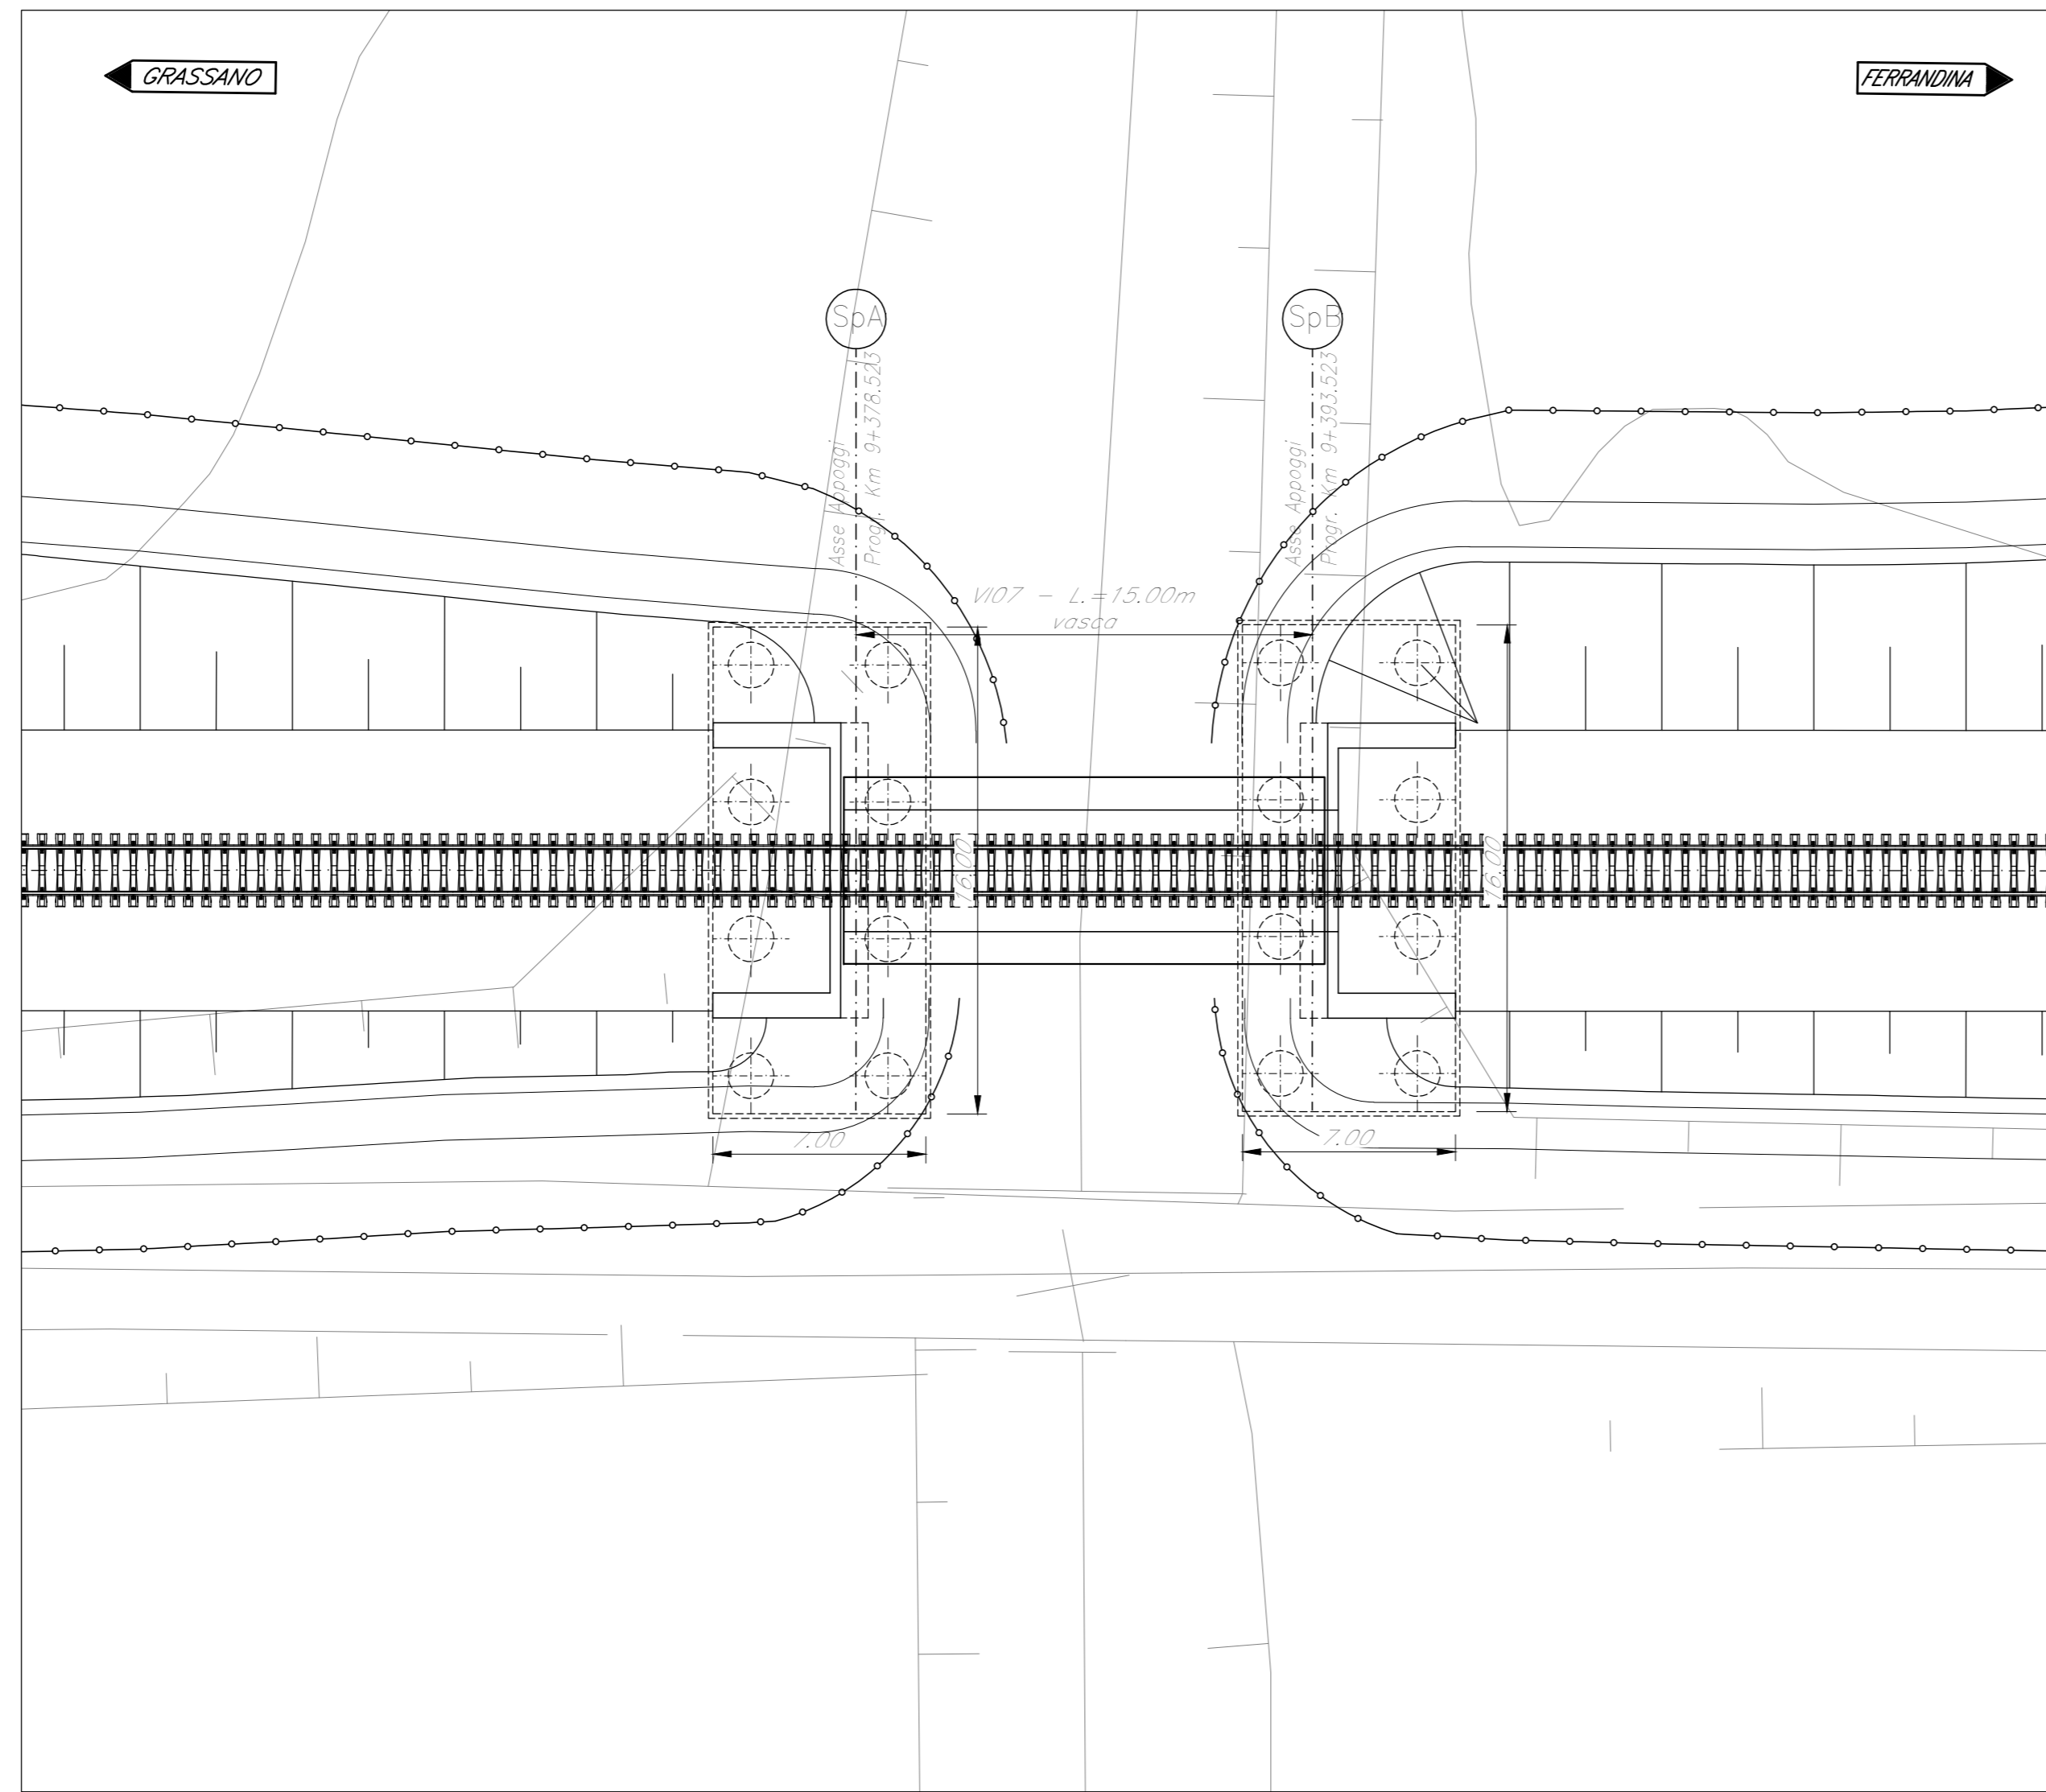 GRASSANO
FERRANDINA
SpA
SpB
Asse Appoggi
Progr. Km 9+378.523
Asse Appoggi
Progr. Km 9+393.523
VI07 - L.=15.00m
vasca
16.00
16.00
7.00
7.00